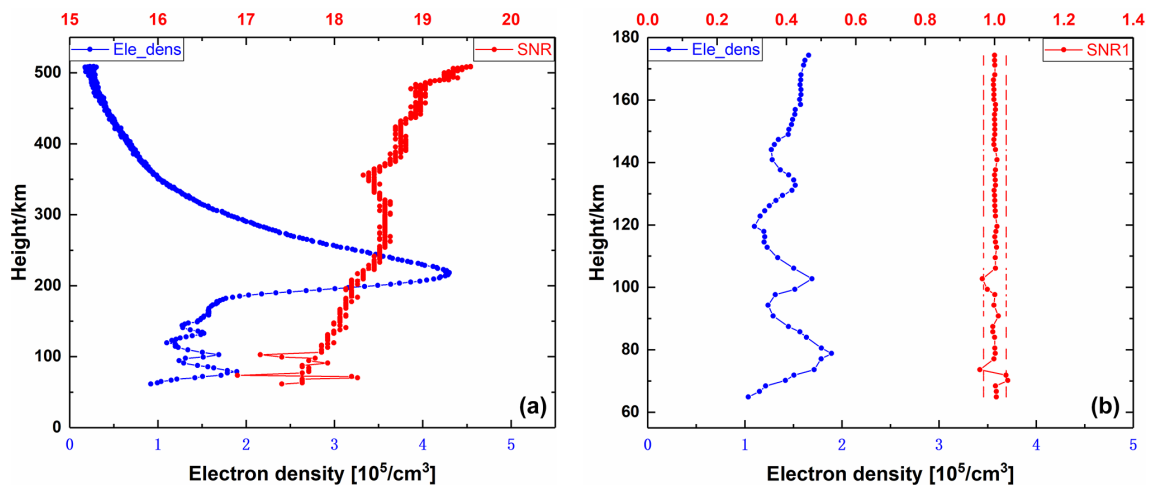 15 16 17 18 19 20
Ele_dens
SNR
500
400
300
200
100
0
Height/km
(a)
0 1 2 3 4 5
Electron density [10⁵/cm³]
0.0 0.2 0.4 0.6 0.8 1.0 1.2 1.4
Ele_dens
SNR1
180
160
140
120
100
80
60
Height/km
(b)
0 1 2 3 4 5
Electron density [10⁵/cm³]